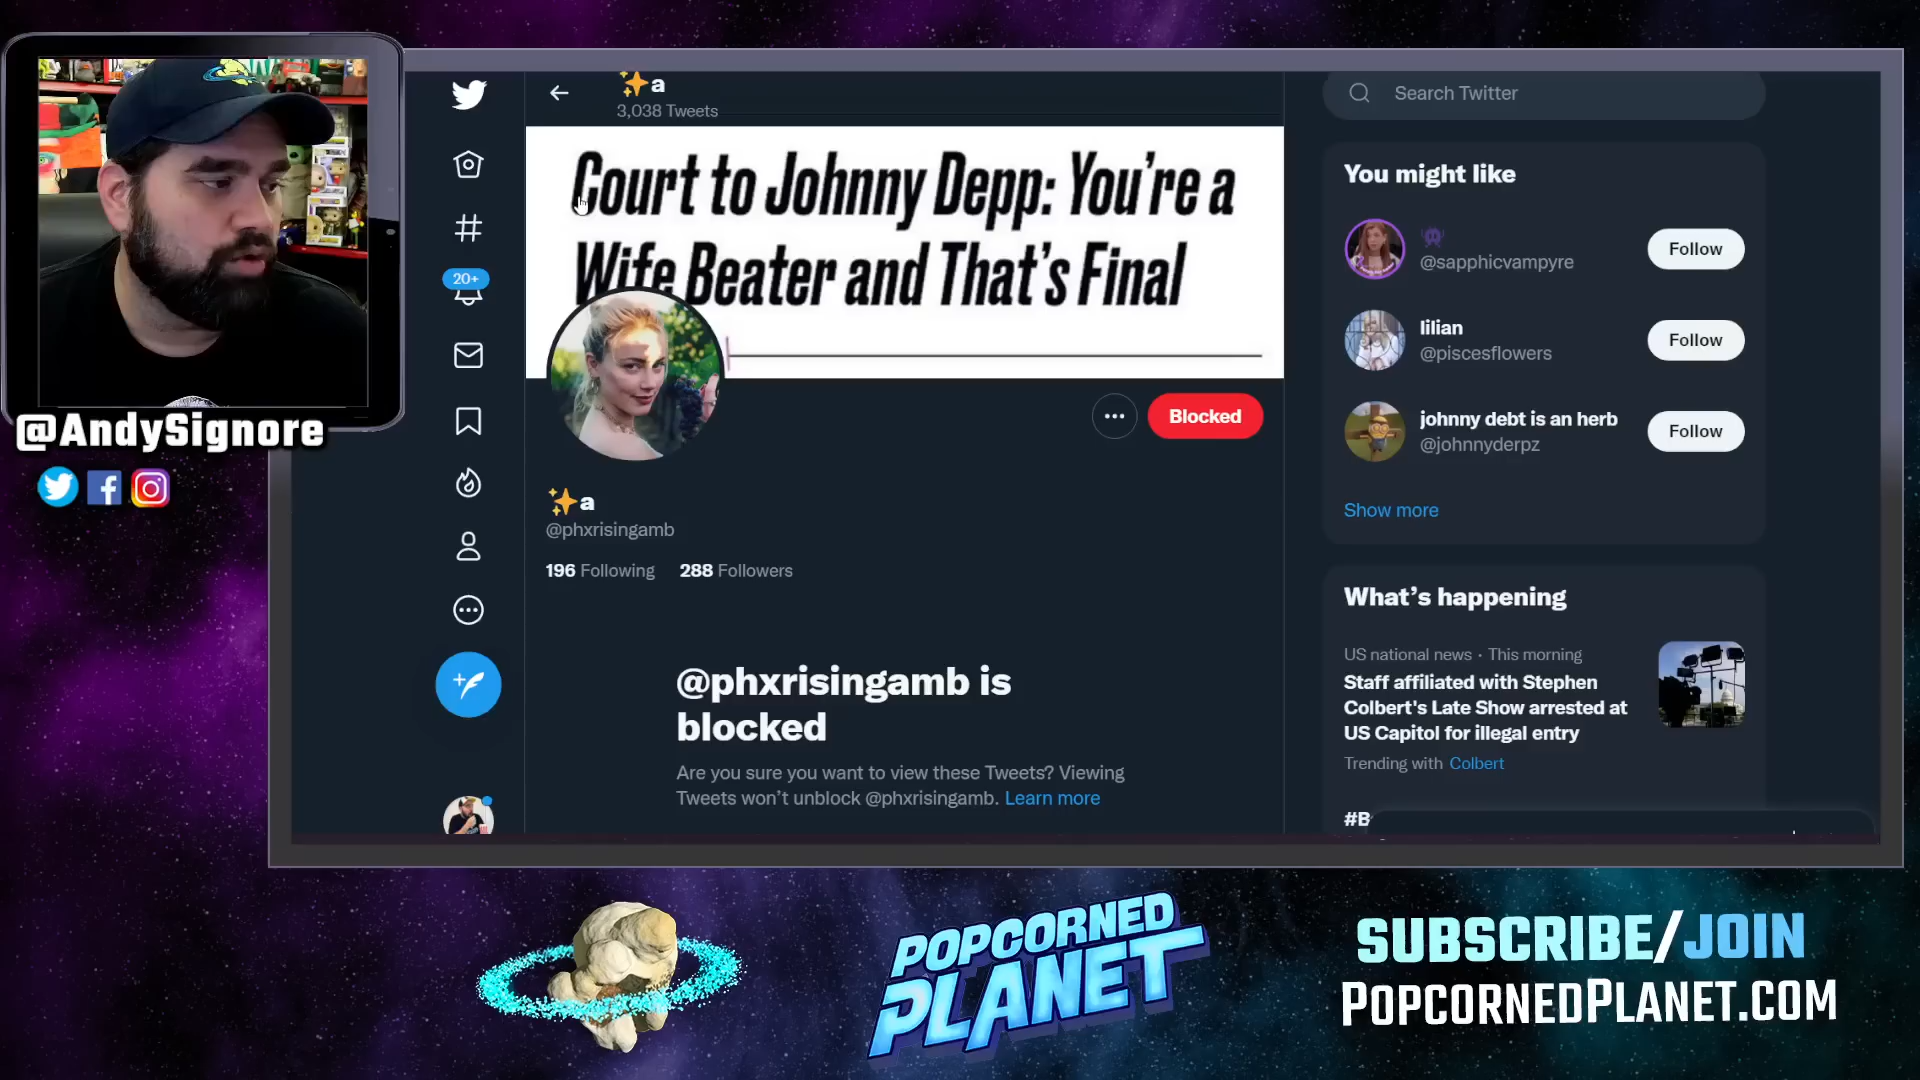 @AndySignore
20+
a
3,038 Tweets
Court to Johnny Depp: You're a
Wife Beater and That's Final
Blocked
a
@phxrisingamb
196 Following 288 Followers
@phxrisingamb is
blocked
Are you sure you want to view these Tweets? Viewing
Tweets won't unblock @phxrisingamb. Learn more
Search Twitter
You might like
@sapphicvampyre
Follow
lilian
@piscesflowers
Follow
johnny debt is an herb
@johnnyderpz
Follow
Show more
What's happening
US national news · This morning
Staff affiliated with Stephen
Colbert's Late Show arrested at
US Capitol for illegal entry
Trending with Colbert
POPCORNED
PLANET
SUBSCRIBE/JOIN
POPCORNEDPLANET.COM